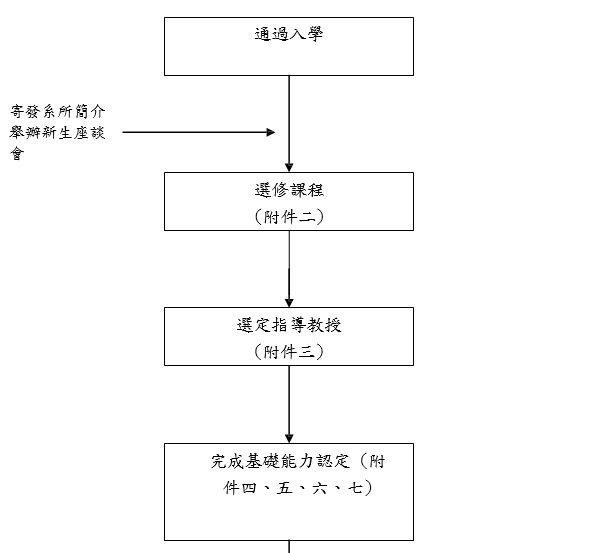 通過入學
寄發系所簡介
舉辦新生座談
會
選修課程
（附件二）
選定指導教授
（附件三）
完成基礎能力認定（附
件四、五、六、七）